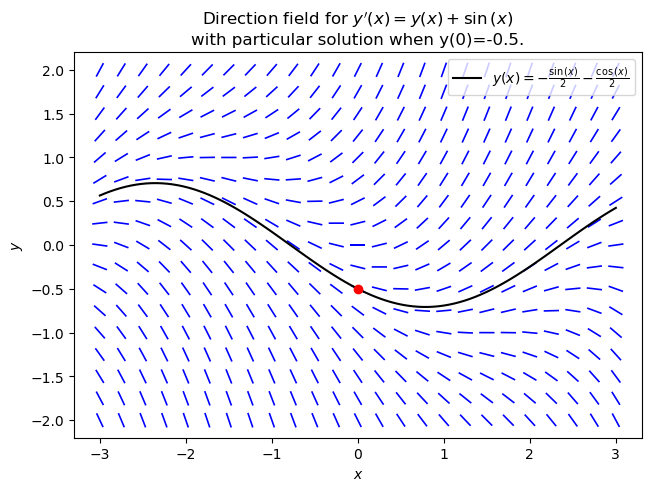 Direction field for y′(x) = y(x) + sin (x)
with particular solution when y(0)=-0.5.
y(x) = −sin(x)/2 − cos(x)/2
2.0
1.5
1.0
0.5
0.0
−0.5
−1.0
−1.5
−2.0
y
−3 −2 −1 0 1 2 3
x